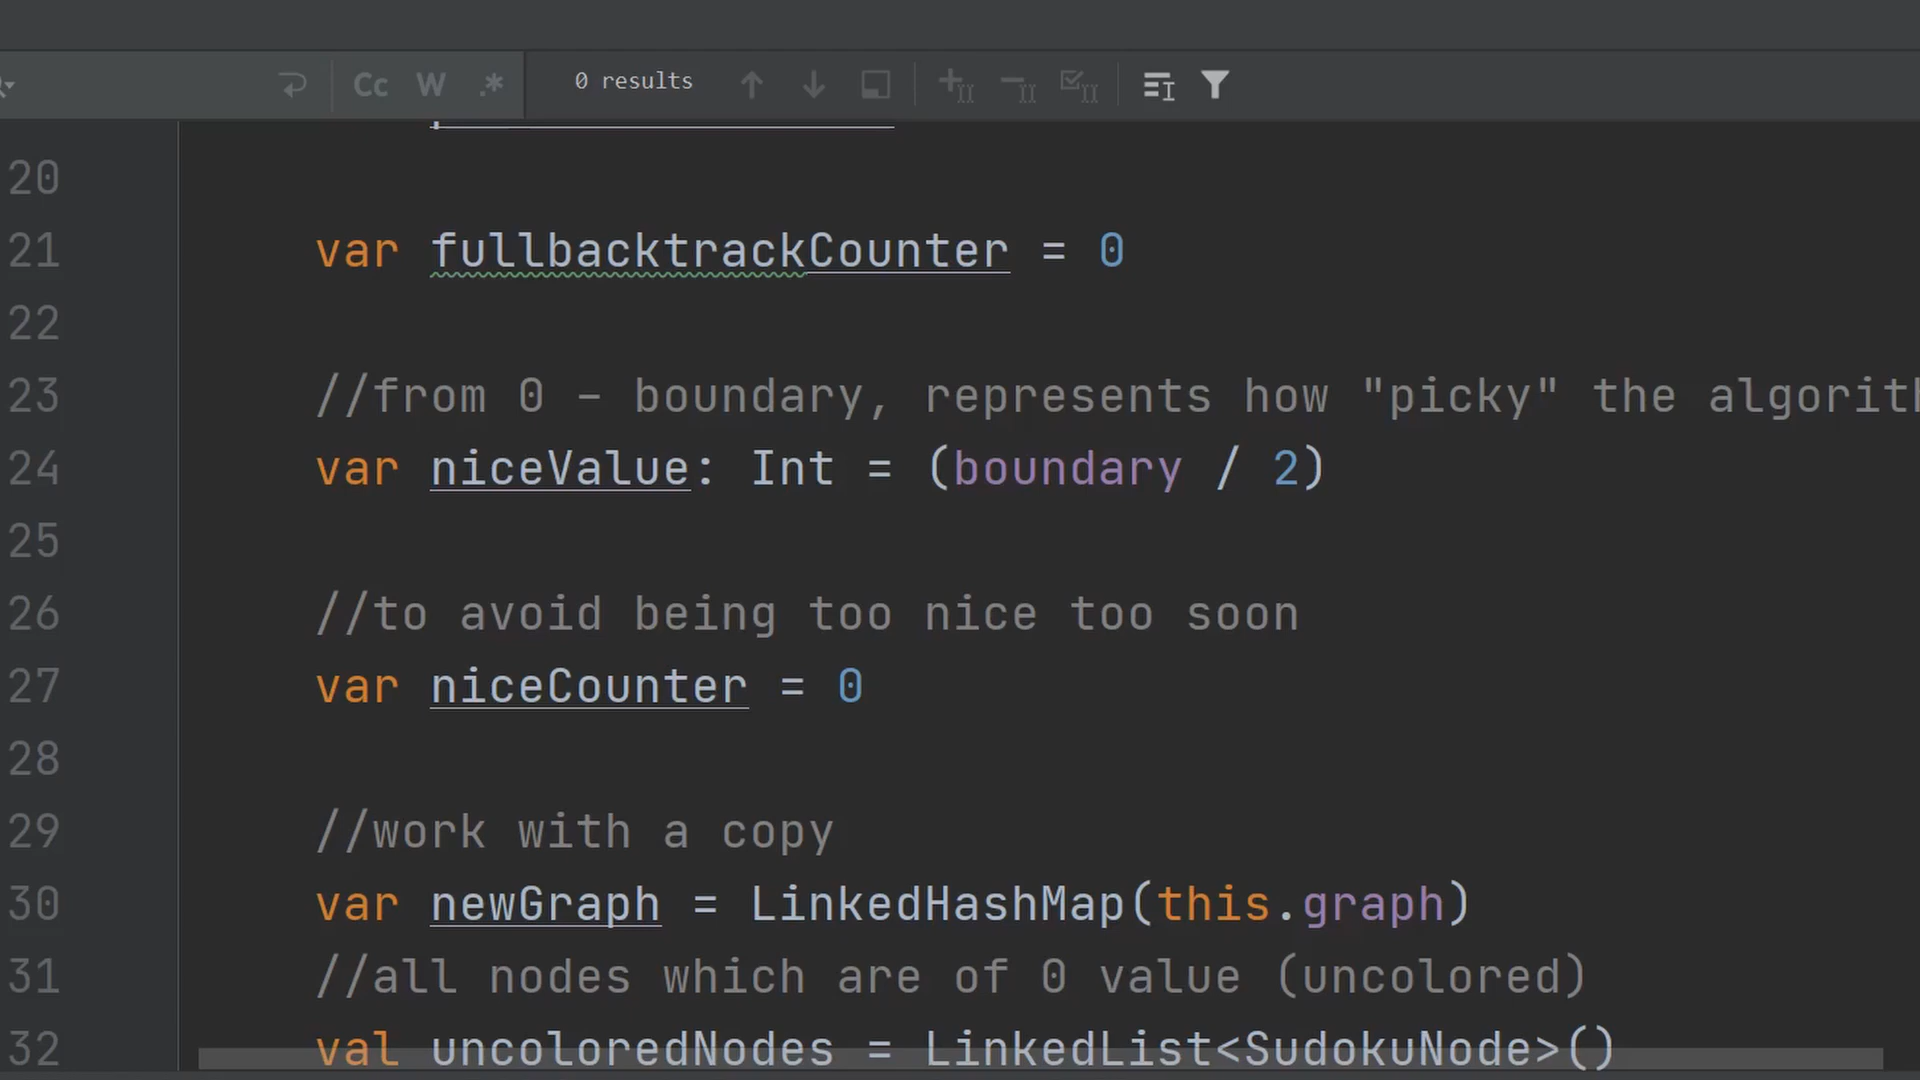 Cc W .* 0 results
20
21 var fullbacktrackCounter = 0
22
23 //from 0 - boundary, represents how "picky" the
24 var niceValue: Int = (boundary / 2)
25
26 //to avoid being too nice too soon
27 var niceCounter = 0
28
29 //work with a copy
30 var newGraph = LinkedHashMap(this.graph)
31 //all nodes which are of 0 value (uncolored)
32 val uncoloredNodes = LinkedList<SudokuNode>()